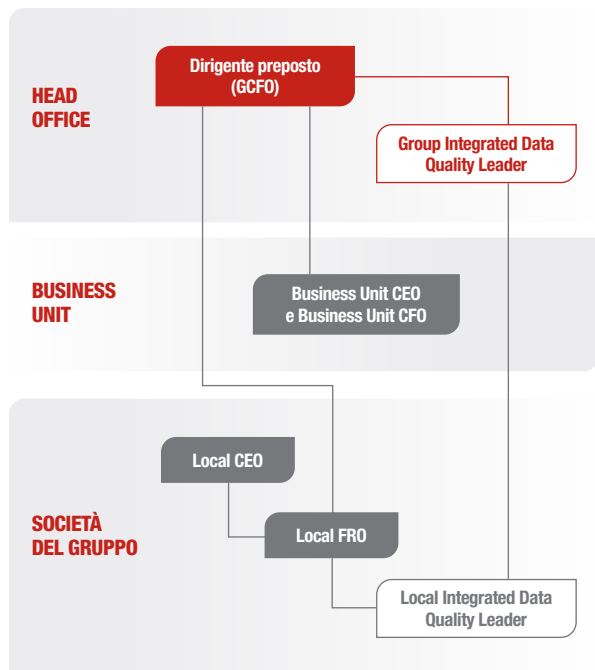 HEAD
OFFICE
Dirigente preposto
(GCFO)
Group Integrated Data
Quality Leader
BUSINESS
UNIT
Business Unit CEO
e Business Unit CFO
SOCIETÀ
DEL GRUPPO
Local CEO
Local FRO
Local Integrated Data
Quality Leader